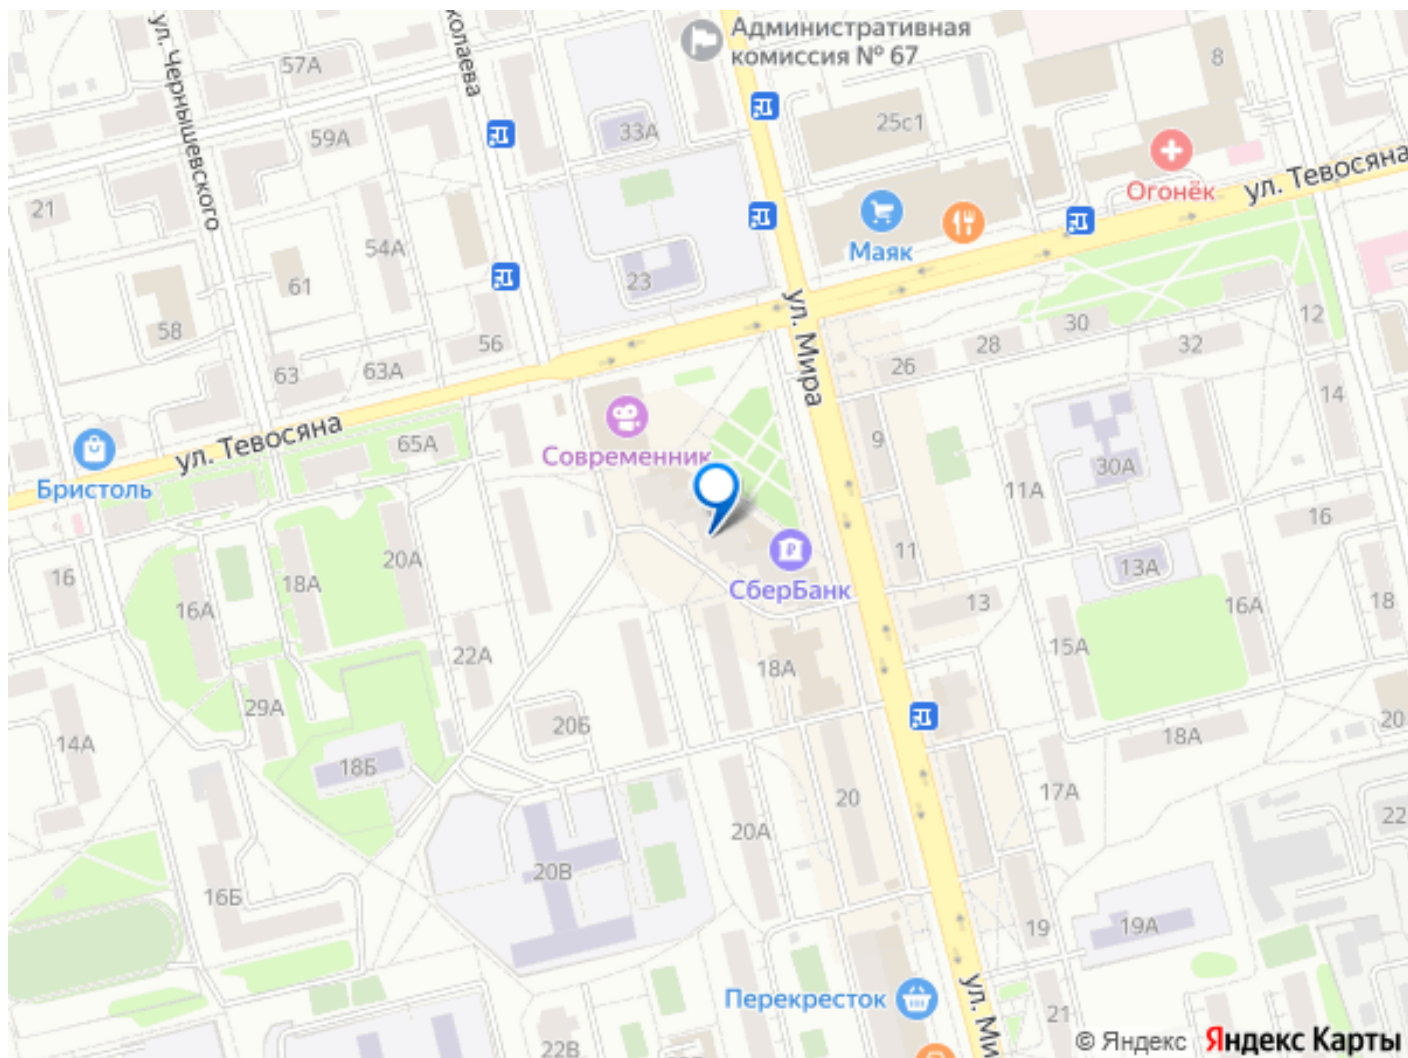 Административная
комиссия № 67
ул. Чернышевского
колаева
57А
8
59А
33А
25с1
Огонёк
ул. Тевосяна
21
54А
Маяк
61
23
58
56
ул. Мира
30
28
32
12
63
63А
26
14
9
ул. Тевосяна
65А
Современник
Бристоль
30А
11А
16
20А
11
16
18А
СберБанк
13А
16А
13
16А
18
22А
18А
15А
29А
20Б
20
14А
18Б
18А
17А
20
22
20А
20В
16Б
19
19А
Перекресток
ул. Ми
21
22В
© Яндекс Яндекс Карты